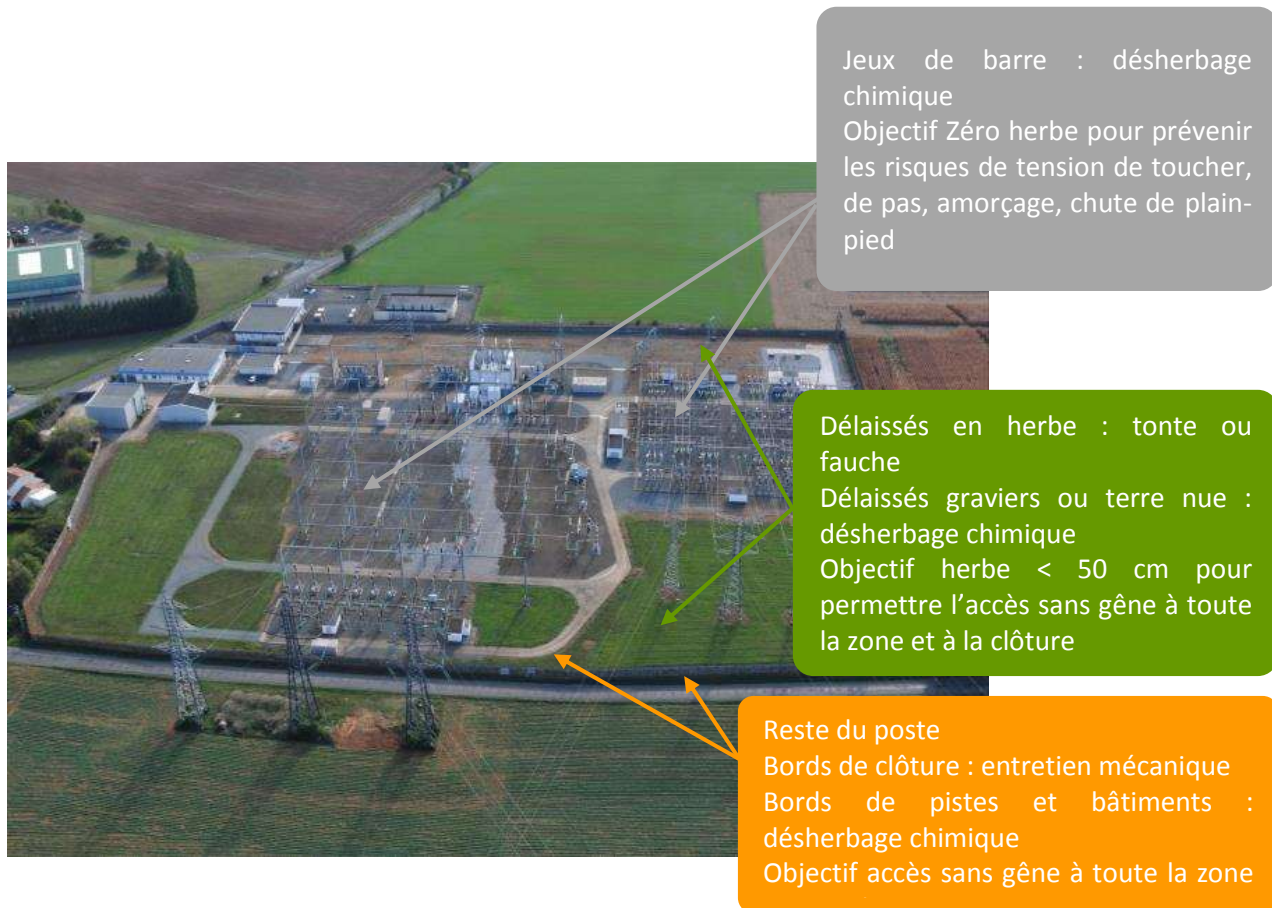 Jeux de barre : désherbage
chimique
Objectif Zéro herbe pour prévenir
les risques de tension de toucher,
de pas, amorçage, chute de plain-
pied
Délaissés en herbe : tonte ou
fauche
Délaissés graviers ou terre nue :
désherbage chimique
Objectif herbe < 50 cm pour
permettre l’accès sans gêne à toute
la zone et à la clôture
Reste du poste
Bords de clôture : entretien mécanique
Bords de pistes et bâtiments :
désherbage chimique
Objectif accès sans gêne à toute la zone